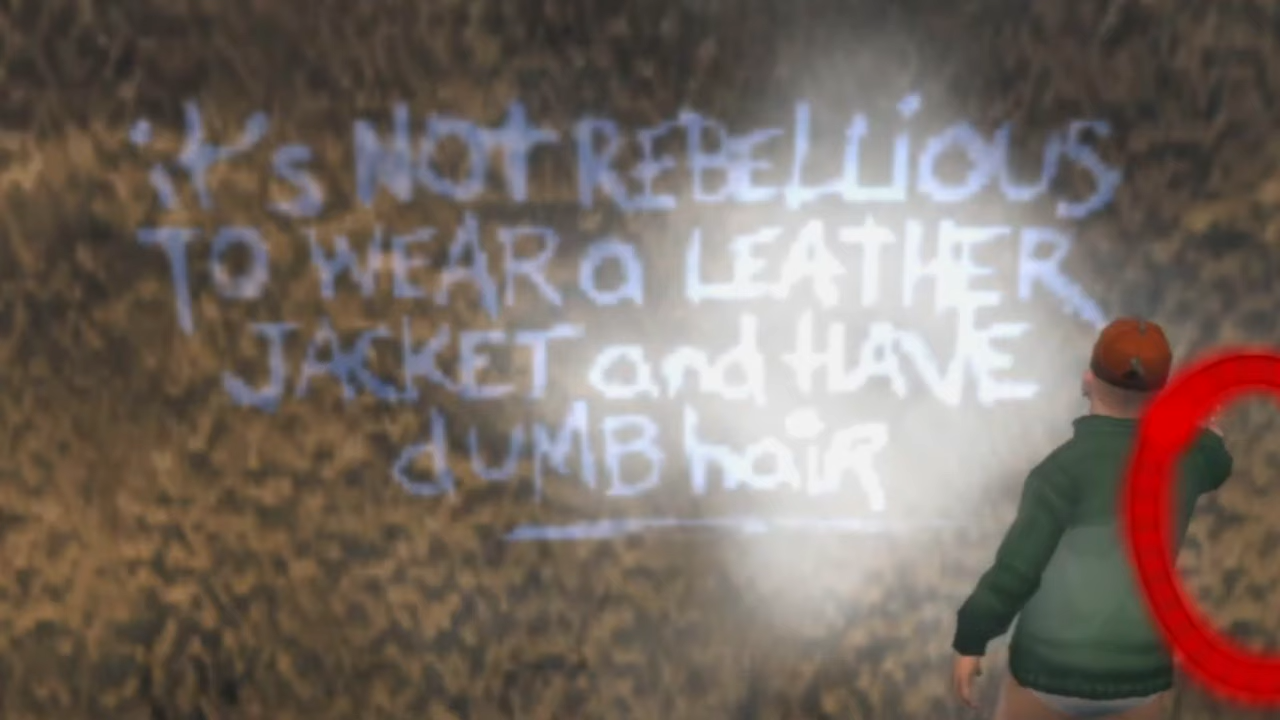 it's NOt REBELLiOUS
TO WEAR a LEATHER
JACKET and HAVE
dUMB haiR